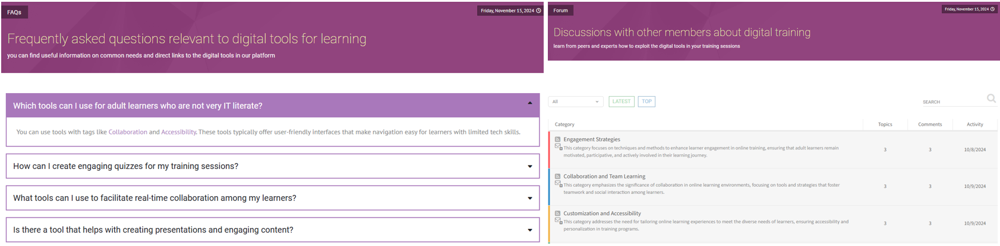 FAQs
Friday, November 15, 2024
Frequently asked questions relevant to digital tools for learning
you can find useful information on common needs and direct links to the digital tools in our platform
Which tools can I use for adult learners who are not very IT literate?
You can use tools with tags like Collaboration and Accessibility. These tools typically offer user-friendly interfaces that make navigation easy for learners with limited tech skills.
How can I create engaging quizzes for my training sessions?
What tools can I use to facilitate real-time collaboration among my learners?
Is there a tool that helps with creating presentations and engaging content?
Forum
Friday, November 15, 2024
Discussions with other members about digital training
learn from peers and experts how to exploit the digital tools in your training sessions
All
LATEST
TOP
SEARCH
Category Topics Comments Activity
Engagement Strategies
This category focuses on techniques and methods to enhance learner engagement in online training, ensuring that adult learners remain
motivated, participative, and actively involved in their learning journey.
3 3 10/8/2024
Collaboration and Team Learning
This category emphasizes the significance of collaboration in online learning environments, focusing on tools and strategies that foster
teamwork and social interaction among learners.
3 3 10/9/2024
Customization and Accessibility
This category addresses the need for tailoring online learning experiences to meet the diverse needs of learners, ensuring accessibility and
personalization in training programs.
3 3 10/9/2024